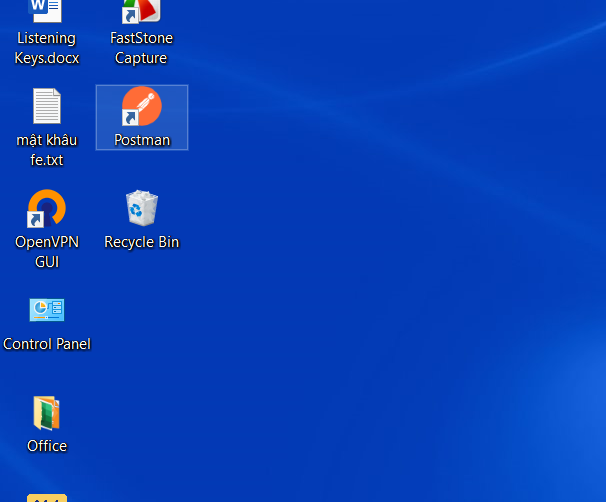 Listening
Keys.docx
FastStone
Capture
mật khâu
fe.txt
Postman
OpenVPN
GUI
Recycle Bin
Control Panel
Office